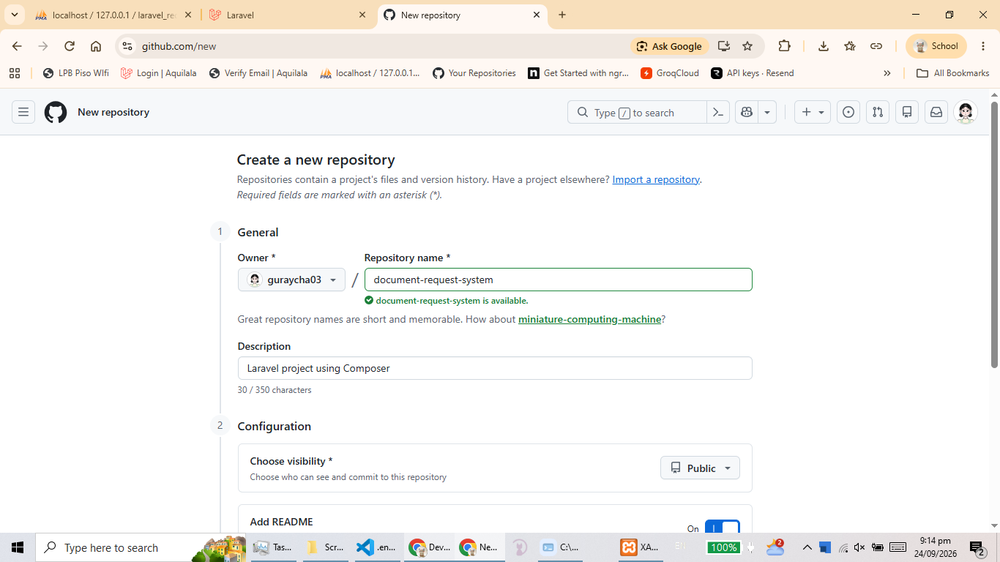 localhost / 127.0.0.1 / laravel_re
Laravel
New repository
github.com/new
Ask Google
School
LPB Piso WIfi
Login | Aquilala
Verify Email | Aquilala
localhost / 127.0.0.1...
Your Repositories
Get Started with ngr...
GroqCloud
API keys · Resend
All Bookmarks
New repository
Type / to search
Create a new repository
Repositories contain a project's files and version history. Have a project elsewhere? Import a repository.
Required fields are marked with an asterisk (*).
1
General
Owner *
Repository name *
guraycha03
/
document-request-system
document-request-system is available.
Great repository names are short and memorable. How about miniature-computing-machine?
Description
Laravel project using Composer
30 / 350 characters
2
Configuration
Choose visibility *
Choose who can see and commit to this repository
Public
Add README
On
Type here to search
Tas...
Scr...
.en...
Dev...
Ne...
C:\...
XA...
EN
100%
2
9:14 pm
24/09/2026
2